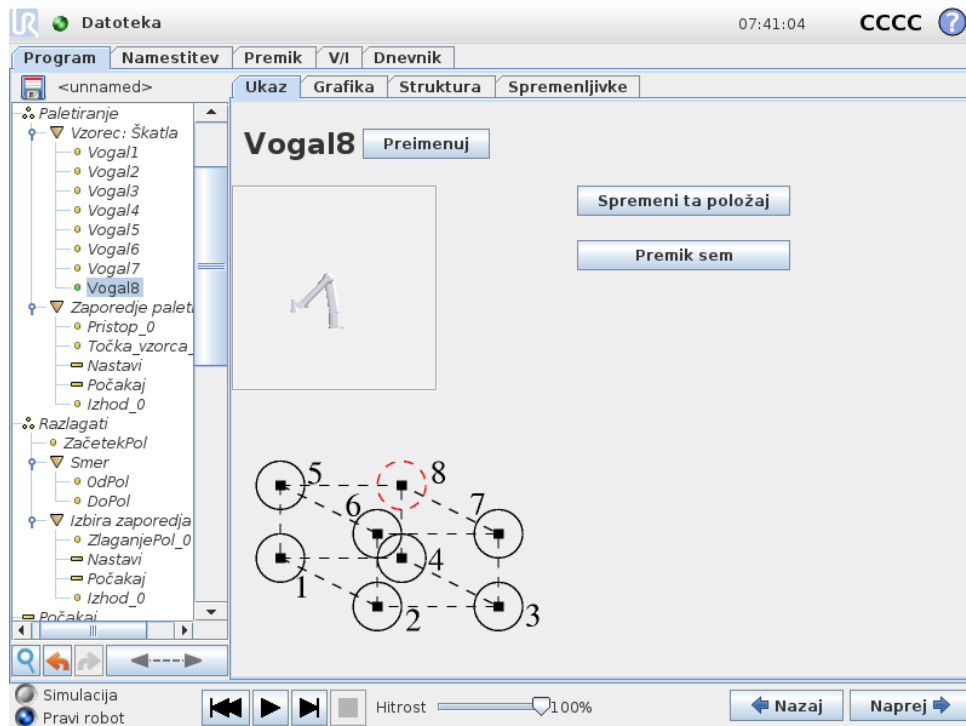 UR Datoteka 07:41:04 CCCC ?
Program Namestitev Premik V/I Dnevnik
<unnamed>
Ukaz Grafika Struktura Spremenljivke
Paletiranje
Vzorec: Škatla
Vogal1
Vogal2
Vogal3
Vogal4
Vogal5
Vogal6
Vogal7
Vogal8
Zaporedje paleti
Pristop_0
Točka_vzorca_
Nastavi
Počakaj
Izhod_0
Razlagati
ZačetekPol
Smer
OdPol
DoPol
Izbira zaporedja
ZlaganjePol_0
Nastavi
Počakaj
Izhod_0
Počakaj
Vogal8 Preimenuj
Spremeni ta položaj
Premik sem
5 8
6 7
4
1
2 3
Simulacija
Pravi robot
Hitrost 100%
Nazaj Naprej